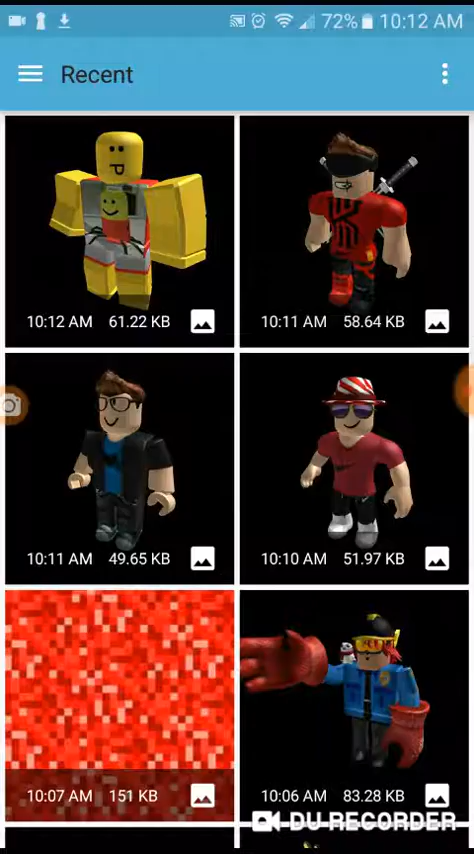 72% 10:12 AM
Recent
10:12 AM 61.22 KB
10:11 AM 58.64 KB
10:11 AM 49.65 KB
10:10 AM 51.97 KB
10:07 AM 151 KB
10:06 AM 83.28 KB
DU RECORDER